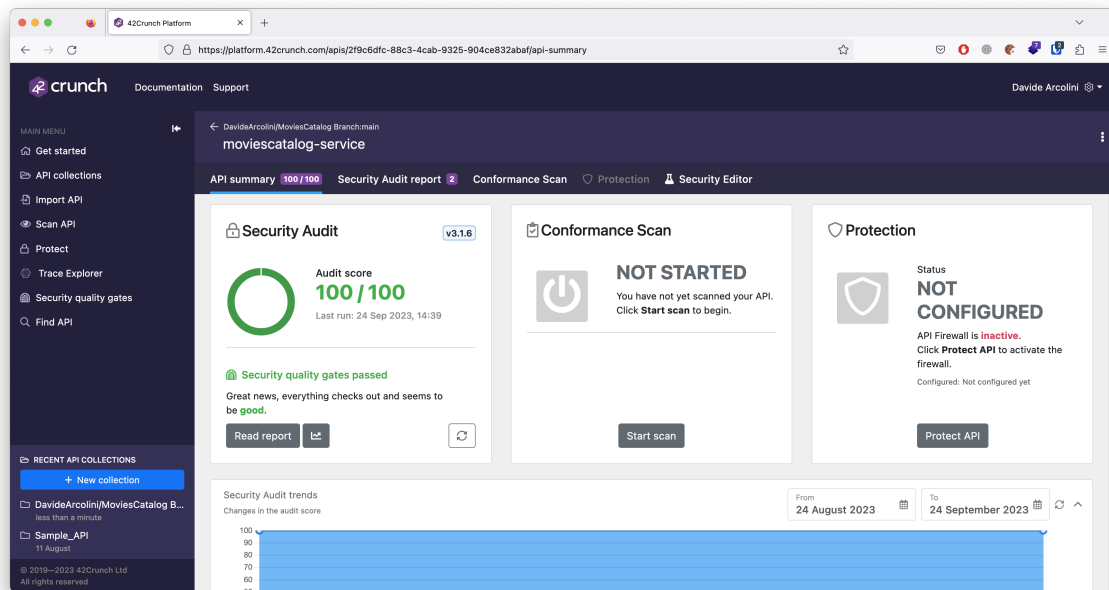 42Crunch Platform
https://platform.42crunch.com/apis/2f9c6dfc-88c3-4cab-9325-904ce832abaf/api-summary
7
2
42 crunch
Documentation
Support
Davide Arcolini
MAIN MENU
Get started
API collections
Import API
Scan API
Protect
Trace Explorer
Security quality gates
Find API
RECENT API COLLECTIONS
+ New collection
DavideArcolini/MoviesCatalog B...
less than a minute
Sample_API
11 August
© 2019—2023 42Crunch Ltd
All rights reserved
DavideArcolini/MoviesCatalog Branch:main
moviescatalog-service
API summary 100 / 100
Security Audit report 2
Conformance Scan
Protection
Security Editor
Security Audit
v3.1.6
Audit score
100 / 100
Last run: 24 Sep 2023, 14:39
Security quality gates passed
Great news, everything checks out and seems to
be good.
Read report
Conformance Scan
NOT STARTED
You have not yet scanned your API.
Click Start scan to begin.
Start scan
Protection
Status
NOT
CONFIGURED
API Firewall is inactive.
Click Protect API to activate the
firewall.
Configured: Not configured yet
Protect API
Security Audit trends
Changes in the audit score
From
24 August 2023
To
24 September 2023
100
90
80
70
60